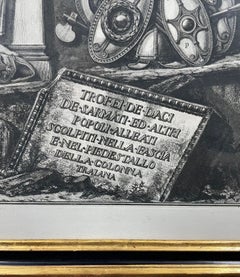 TROFEI DE DACI
DE SARMATI ED ALTRI
POPOLI ALLEATI
SCOLPITI NELLA FASCIA
E NEL PIEDESTALLO
DELLA COLONNA
TRAIANA